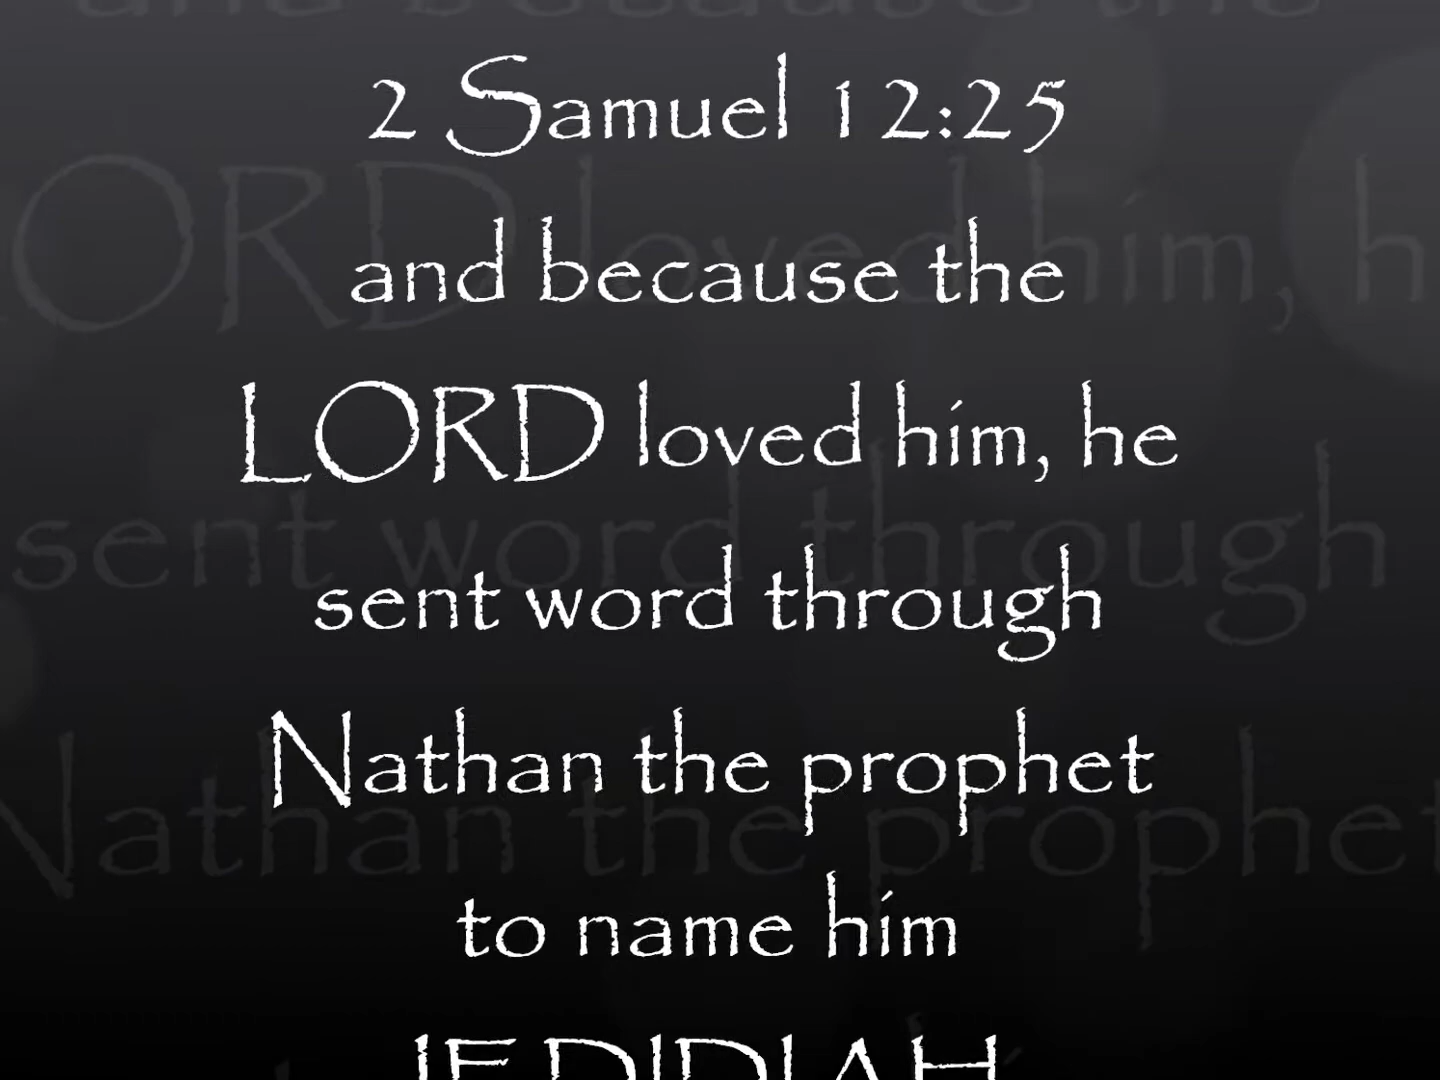 2 Samuel 12:25
and because the
LORD loved him, he
sent word through
Nathan the prophet
to name him
JEDIDIAH